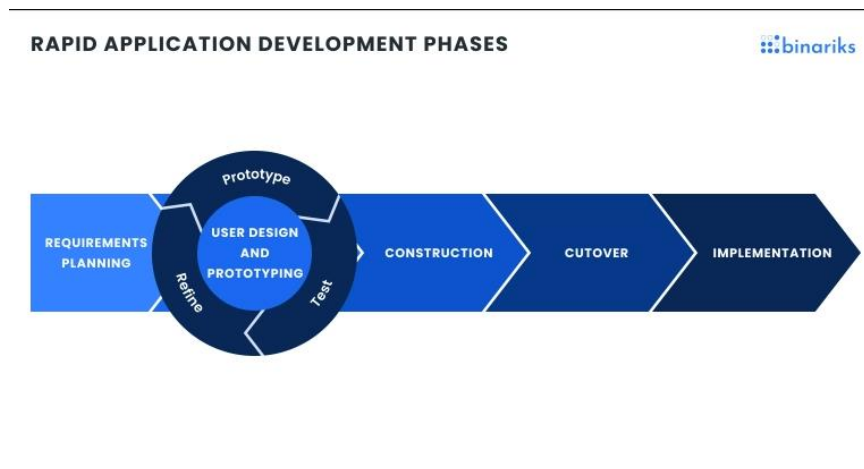 RAPID APPLICATION DEVELOPMENT PHASES
binariks
REQUIREMENTS
PLANNING
Prototype
USER DESIGN
AND
PROTOTYPING
Refine
Test
CONSTRUCTION
CUTOVER
IMPLEMENTATION